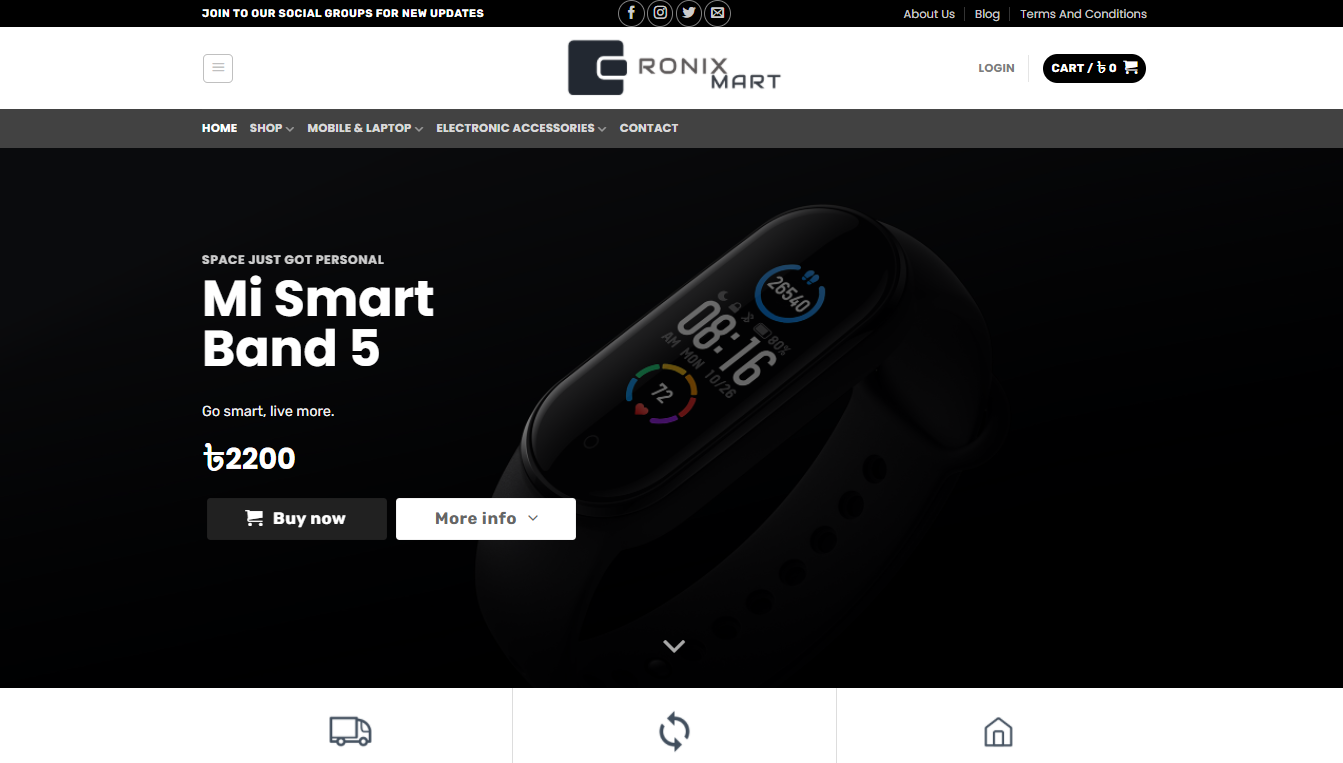 JOIN TO OUR SOCIAL GROUPS FOR NEW UPDATES
About Us
Blog
Terms And Conditions
RONIX
MART
LOGIN
CART / ৳ 0
HOME
SHOP
MOBILE & LAPTOP
ELECTRONIC ACCESSORIES
CONTACT
SPACE JUST GOT PERSONAL
Mi Smart
Band 5
Go smart, live more.
৳2200
Buy now
More info
26540
80%
08:16
AM MON 10/26
72